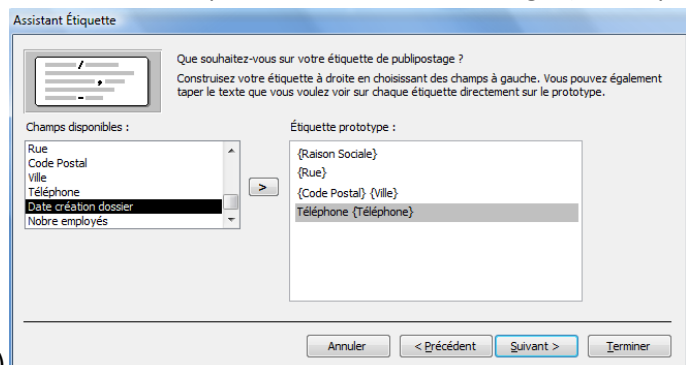 Assistant Étiquette
Que souhaitez-vous sur votre étiquette de publipostage ?
Construisez votre étiquette à droite en choisissant des champs à gauche. Vous pouvez également
taper le texte que vous voulez voir sur chaque étiquette directement sur le prototype.
Champs disponibles :
Rue
Code Postal
Ville
Téléphone
Date création dossier
Nobre employés
>
Étiquette prototype :
{Raison Sociale}
{Rue}
{Code Postal} {Ville}
Téléphone {Téléphone}
Annuler
< Précédent
Suivant >
Terminer
)